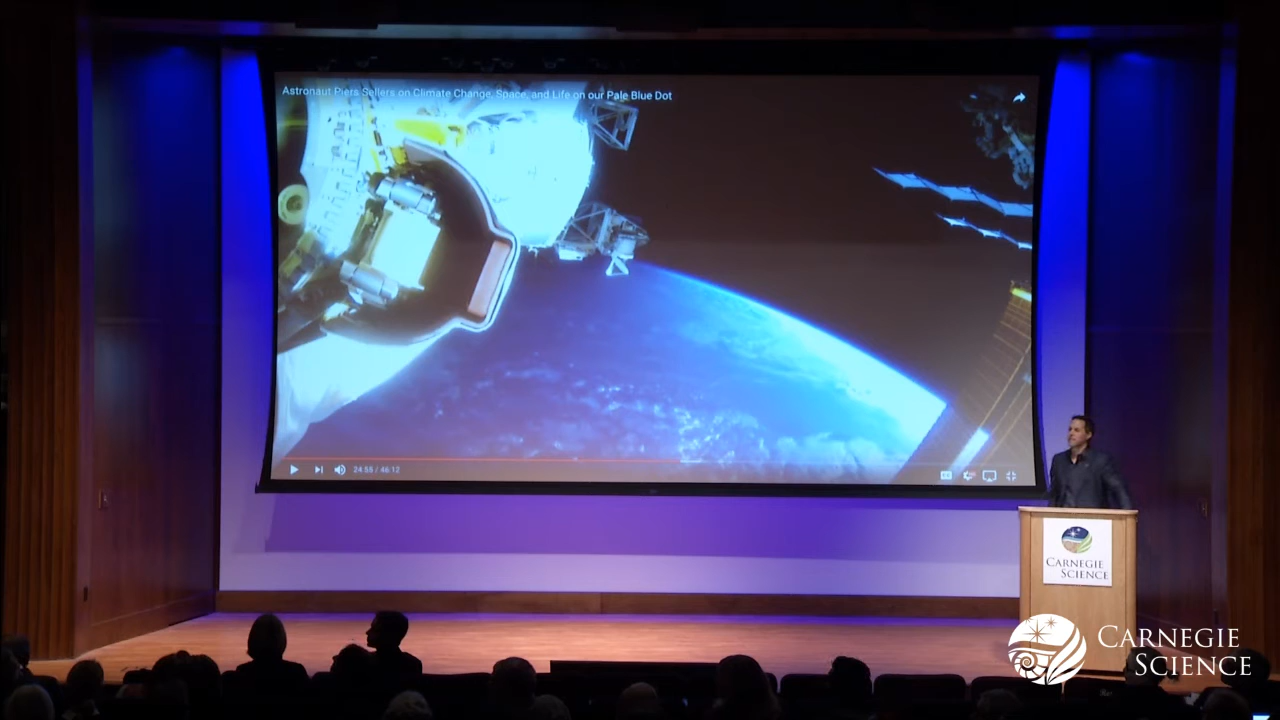 Astronaut Piers Sellers on Climate Change, Space, and Life on our Pale Blue Dot
24:55 / 46:12
CARNEGIE
SCIENCE
CARNEGIE
SCIENCE